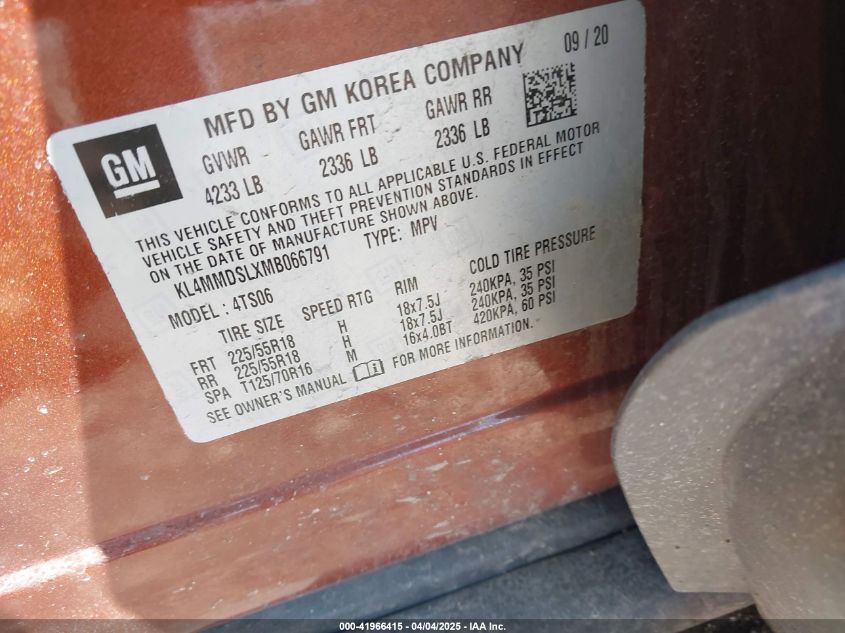 MFD BY GM KOREA COMPANY 09 / 20
GM
GVWR GAWR FRT GAWR RR
4233 LB 2336 LB 2336 LB
THIS VEHICLE CONFORMS TO ALL APPLICABLE U.S. FEDERAL MOTOR
VEHICLE SAFETY AND THEFT PREVENTION STANDARDS IN EFFECT
ON THE DATE OF MANUFACTURE SHOWN ABOVE.
KL4MMDSLXMB066791 TYPE: MPV
MODEL : 4TS06
TIRE SIZE SPEED RTG RIM COLD TIRE PRESSURE
FRT 225/55R18 H 18x7.5J 240KPA, 35 PSI
RR 225/55R18 H 18x7.5J 240KPA, 35 PSI
SPA T125/70R16 M 16x4.0BT 420KPA, 60 PSI
SEE OWNER'S MANUAL FOR MORE INFORMATION.
000-41966415 - 04/04/2025 - IAA Inc.